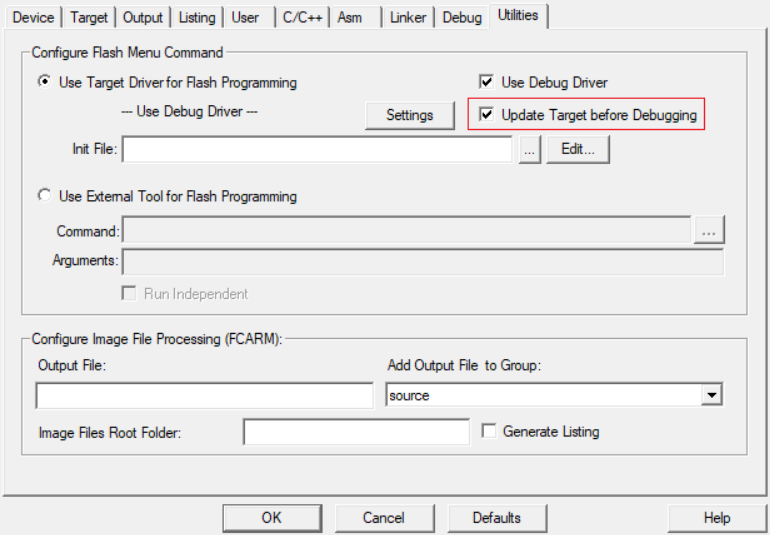 Device | Target | Output | Listing | User | C/C++ | Asm | Linker | Debug | Utilities
Configure Flash Menu Command
Use Target Driver for Flash Programming
Use Debug Driver
--- Use Debug Driver ---
Settings
Update Target before Debugging
Init File:
...
Edit...
Use External Tool for Flash Programming
Command:
...
Arguments:
Run Independent
Configure Image File Processing (FCARM):
Output File:
Add Output File to Group:
source
Image Files Root Folder:
Generate Listing
OK
Cancel
Defaults
Help